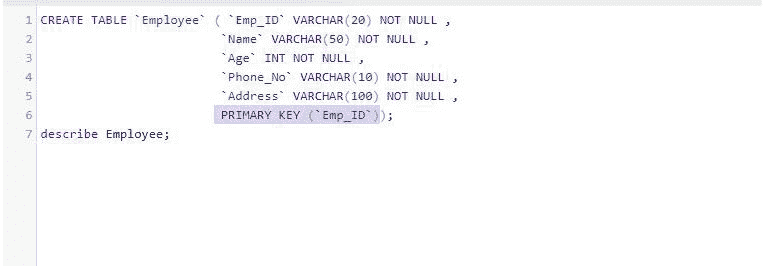 1 CREATE TABLE `Employee` ( `Emp_ID` VARCHAR(20) NOT NULL ,
2 `Name` VARCHAR(50) NOT NULL ,
3 `Age` INT NOT NULL ,
4 `Phone_No` VARCHAR(10) NOT NULL ,
5 `Address` VARCHAR(100) NOT NULL ,
6 PRIMARY KEY (`Emp_ID`));
7 describe Employee;